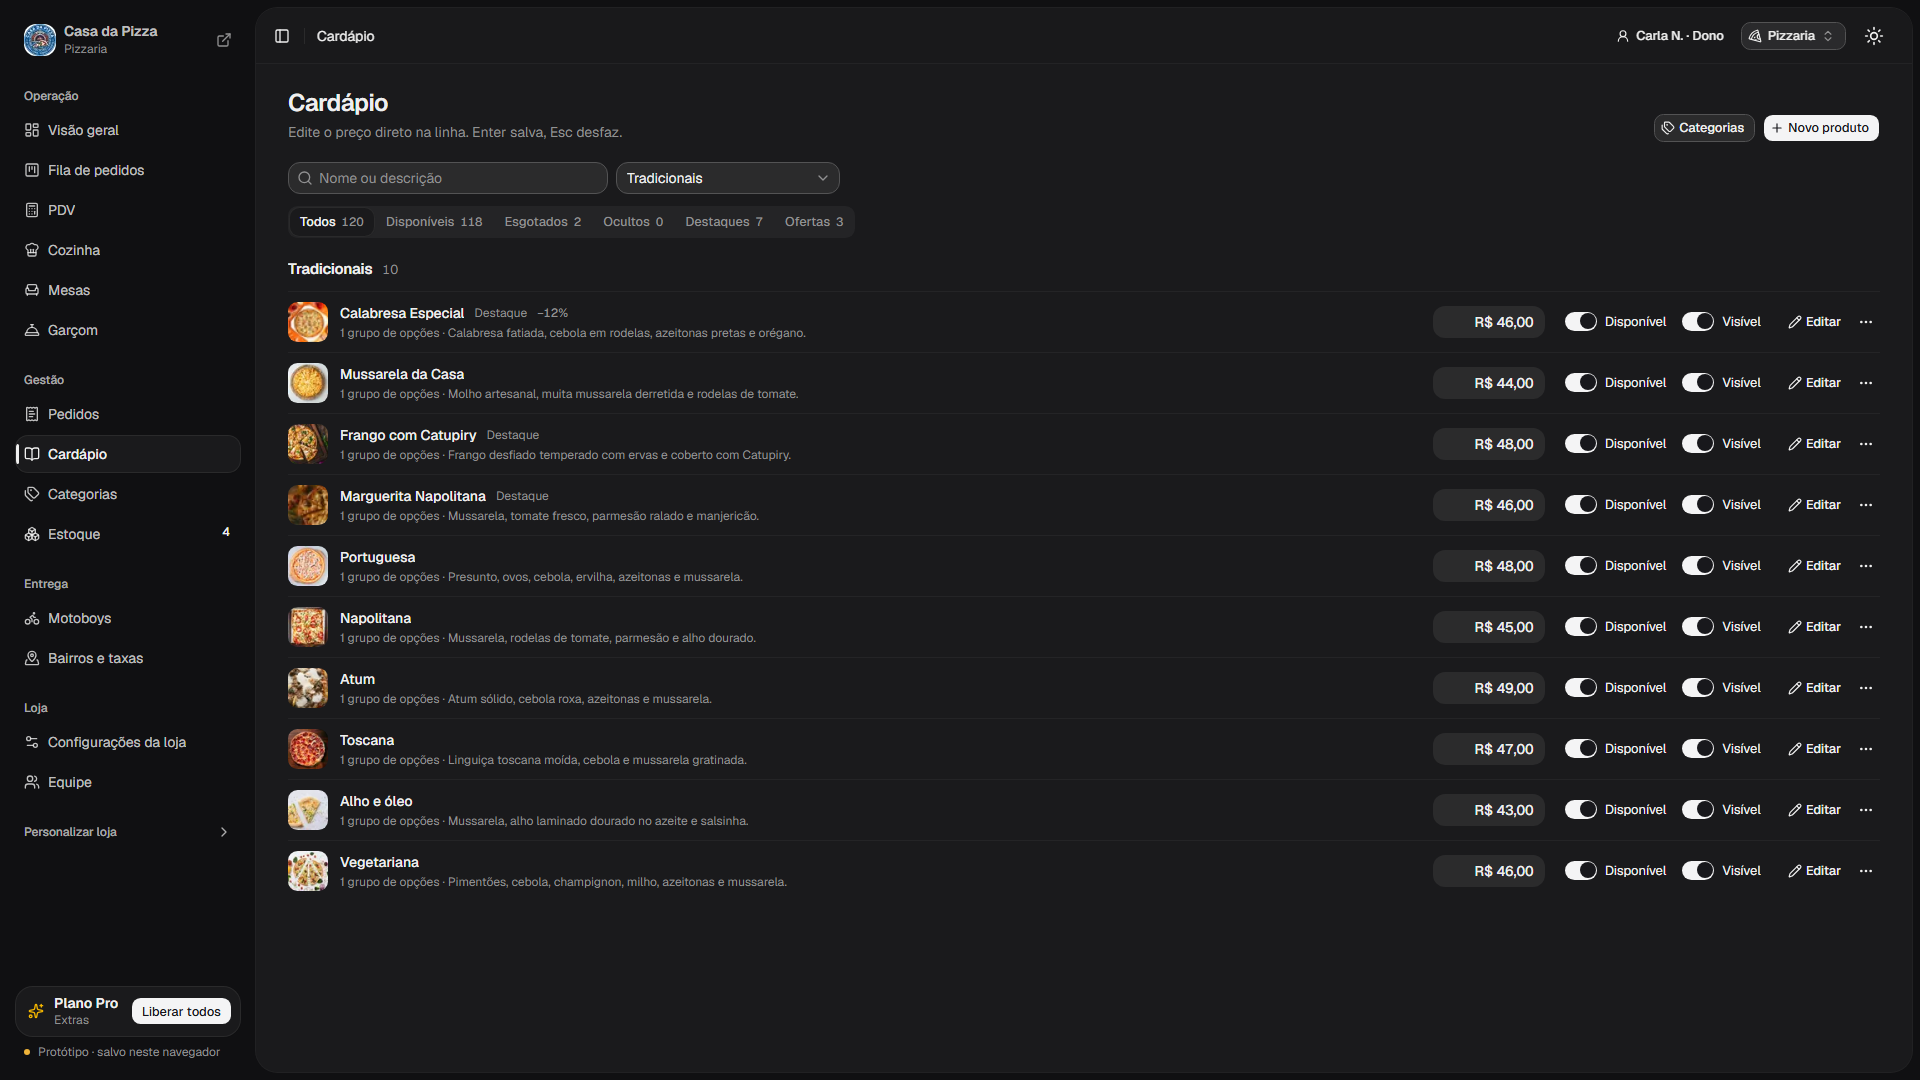 Casa da Pizza
Pizzaria
Operação
Visão geral
Fila de pedidos
PDV
Cozinha
Mesas
Garçom
Gestão
Pedidos
Cardápio
Categorias
Estoque 4
Entrega
Motoboys
Bairros e taxas
Loja
Configurações da loja
Equipe
Personalizar loja
Plano Pro
Extras
Liberar todos
Protótipo · salvo neste navegador
Cardápio
Carla N. · Dono
Pizzaria
Cardápio
Edite o preço direto na linha. Enter salva, Esc desfaz.
Categorias
+ Novo produto
Nome ou descrição
Tradicionais
Todos 120 Disponíveis 118 Esgotados 2 Ocultos 0 Destaques 7 Ofertas 3
Tradicionais 10
Calabresa Especial Destaque −12%
1 grupo de opções · Calabresa fatiada, cebola em rodelas, azeitonas pretas e orégano.
R$ 46,00 Disponível Visível Editar ...
Mussarela da Casa
1 grupo de opções · Molho artesanal, muita mussarela derretida e rodelas de tomate.
R$ 44,00 Disponível Visível Editar ...
Frango com Catupiry Destaque
1 grupo de opções · Frango desfiado temperado com ervas e coberto com Catupiry.
R$ 48,00 Disponível Visível Editar ...
Marguerita Napolitana Destaque
1 grupo de opções · Mussarela, tomate fresco, parmesão ralado e manjericão.
R$ 46,00 Disponível Visível Editar ...
Portuguesa
1 grupo de opções · Presunto, ovos, cebola, ervilha, azeitonas e mussarela.
R$ 48,00 Disponível Visível Editar ...
Napolitana
1 grupo de opções · Mussarela, rodelas de tomate, parmesão e alho dourado.
R$ 45,00 Disponível Visível Editar ...
Atum
1 grupo de opções · Atum sólido, cebola roxa, azeitonas e mussarela.
R$ 49,00 Disponível Visível Editar ...
Toscana
1 grupo de opções · Linguiça toscana moída, cebola e mussarela gratinada.
R$ 47,00 Disponível Visível Editar ...
Alho e óleo
1 grupo de opções · Mussarela, alho laminado dourado no azeite e salsinha.
R$ 43,00 Disponível Visível Editar ...
Vegetariana
1 grupo de opções · Pimentões, cebola, champignon, milho, azeitonas e mussarela.
R$ 46,00 Disponível Visível Editar ...